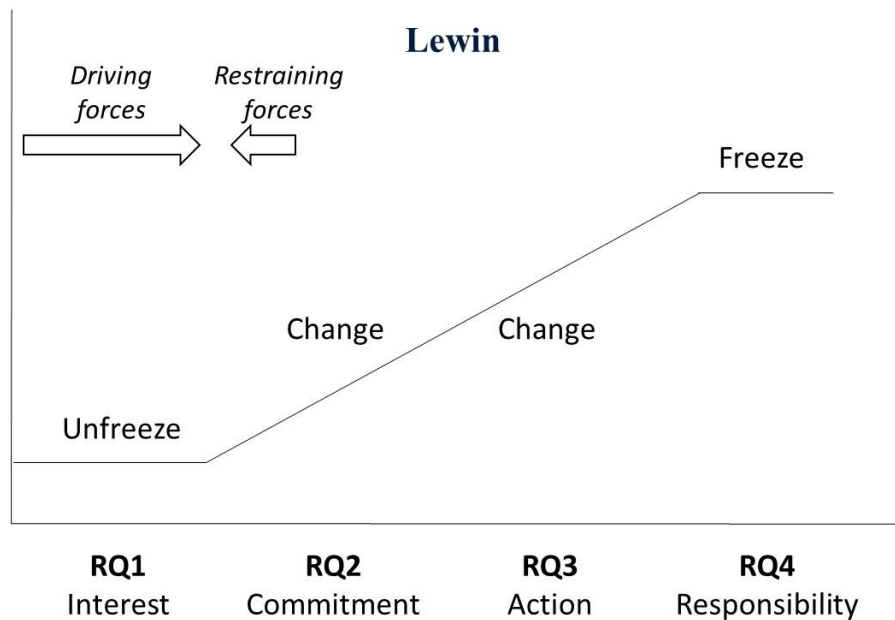 Lewin
Driving
forces
Restraining
forces
Freeze
Change
Change
Unfreeze
RQ1
Interest
RQ2
Commitment
RQ3
Action
RQ4
Responsibility